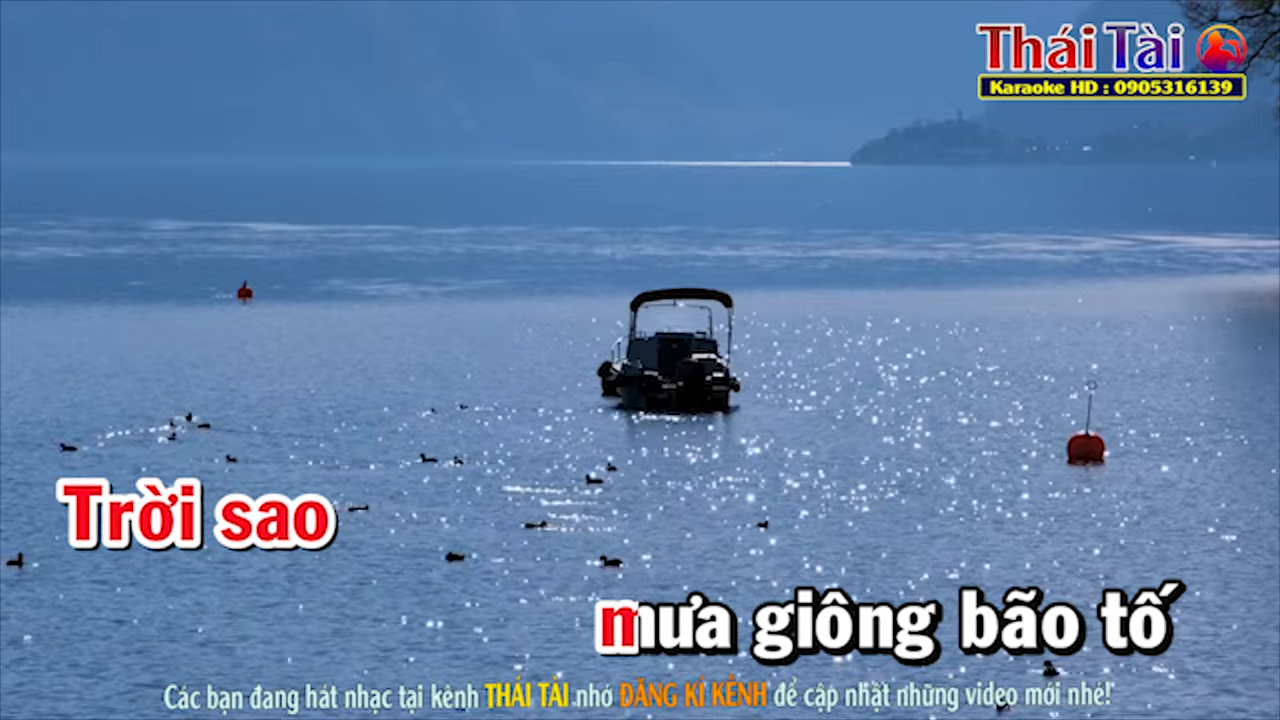 Thái Tài
Karaoke HD : 0905316139
Trời sao
mưa giông bão tố
Các bạn đang hát nhạc tại kênh THÁI TÀI nhớ ĐĂNG KÍ KÊNH để cập nhật những video mới nhé!